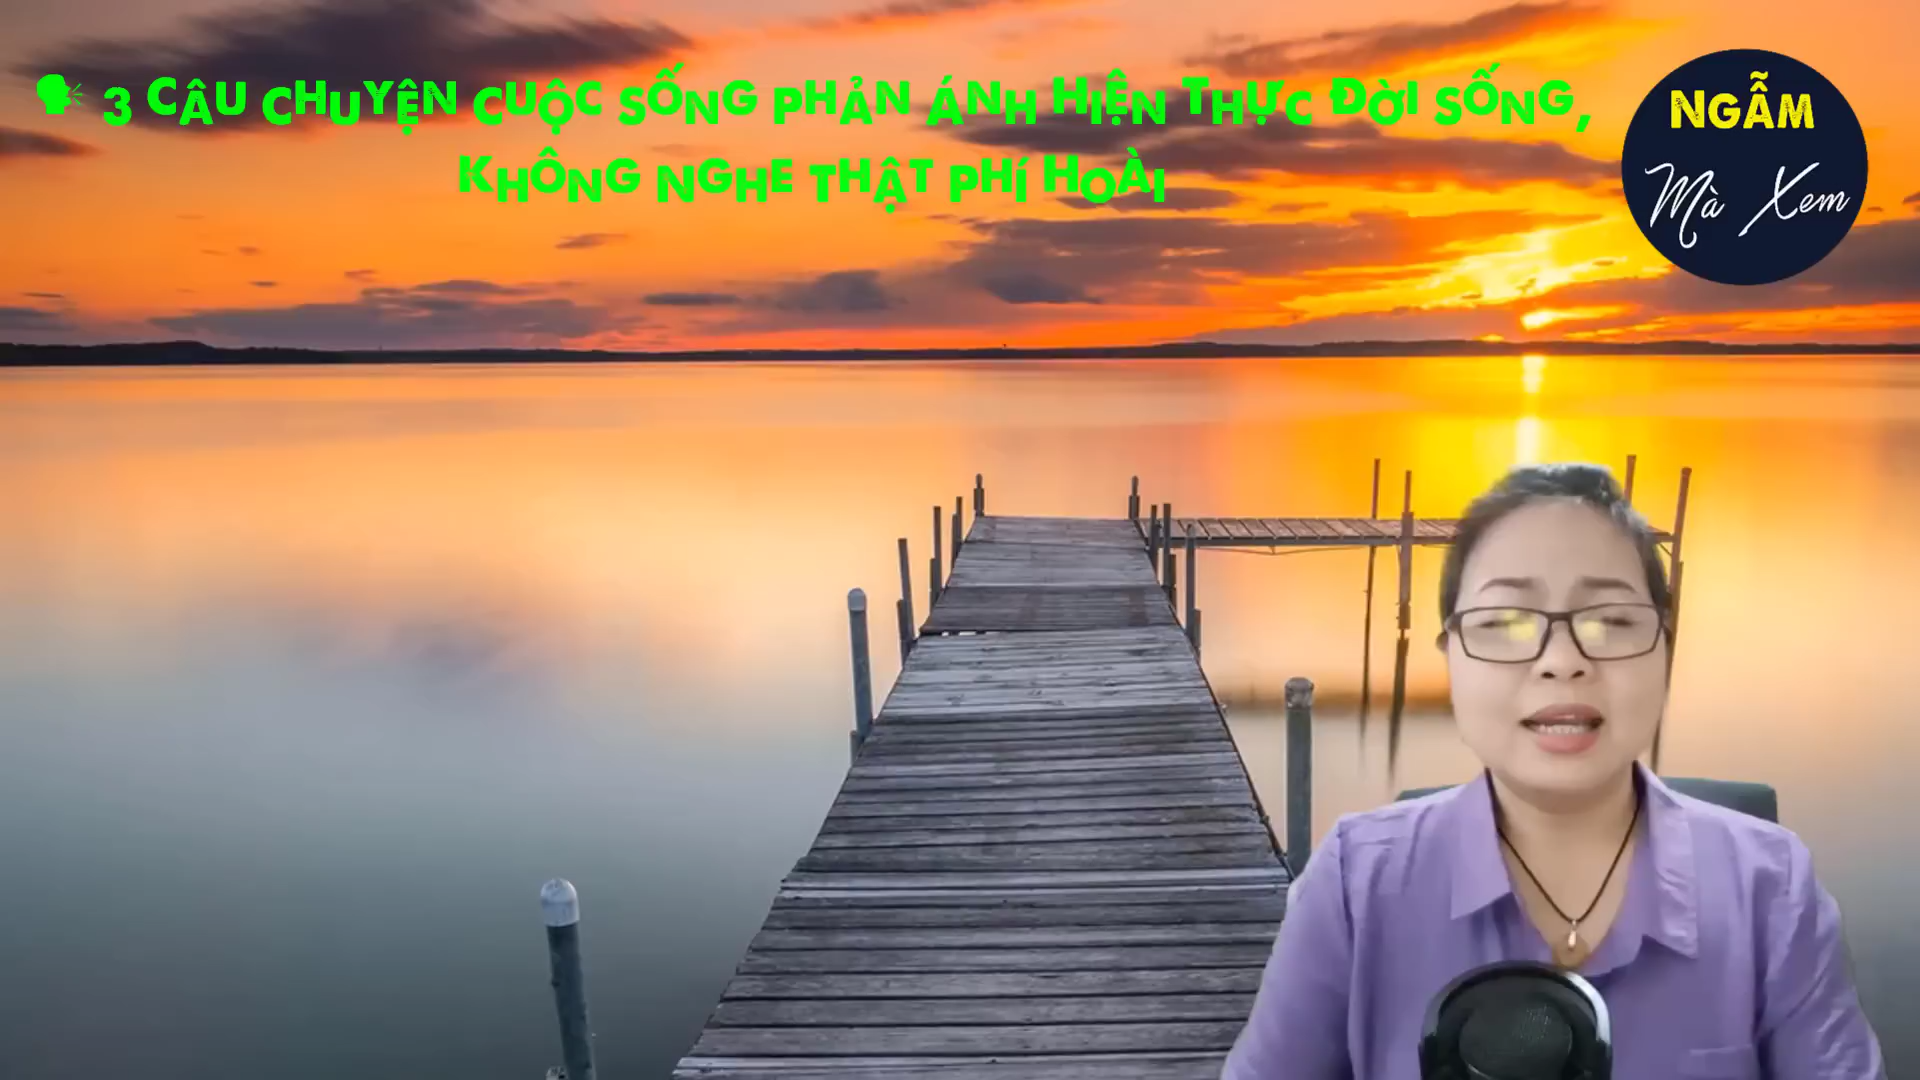 🗣 3 CÂU CHUYỆN CUỘC SỐNG PHẢN ÁNH HIỆN THỰC ĐỜI SỐNG,
KHÔNG NGHE THẬT PHÍ HOÀI
NGẪM
Mà Xem